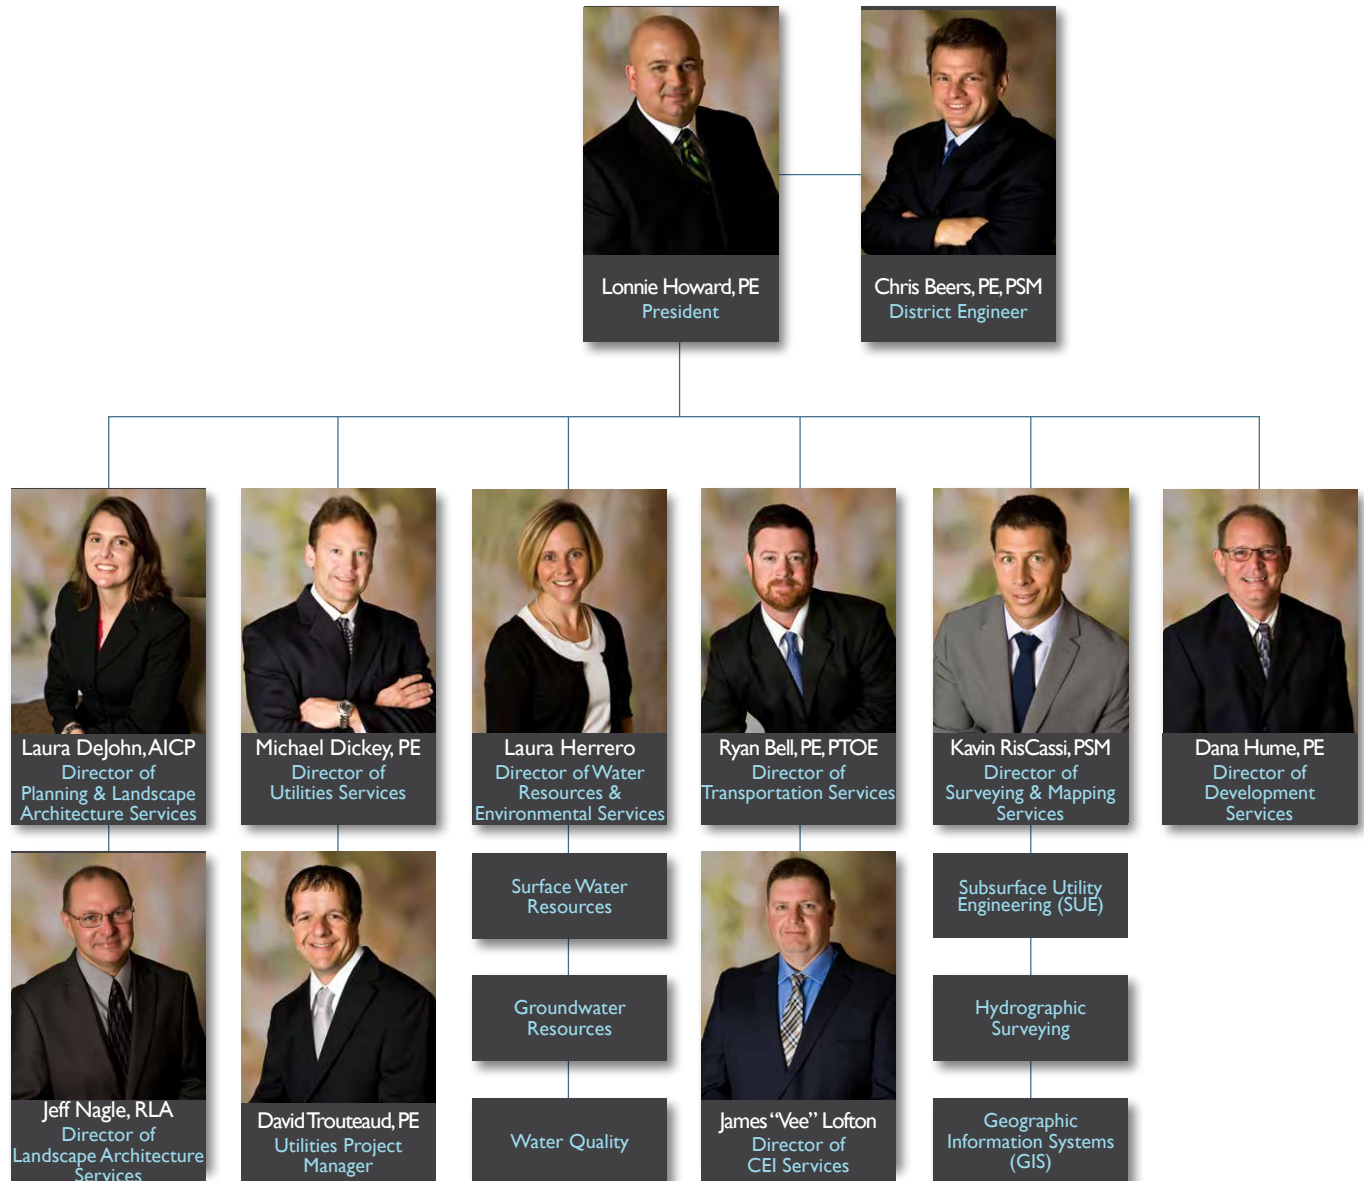 Lonnie Howard, PE
President
Chris Beers, PE, PSM
District Engineer
Laura DeJohn, AICP
Director of
Planning & Landscape
Architecture Services
Michael Dickey, PE
Director of
Utilities Services
Laura Herrero
Director of Water
Resources &
Environmental Services
Ryan Bell, PE, PTOE
Director of
Transportation Services
Kavin RisCassi, PSM
Director of
Surveying & Mapping
Services
Dana Hume, PE
Director of
Development
Services
Jeff Nagle, RLA
Director of
Landscape Architecture
Services
David Trouteaud, PE
Utilities Project
Manager
Surface Water
Resources
Groundwater
Resources
Water Quality
James “Vee” Lofton
Director of
CEI Services
Subsurface Utility
Engineering (SUE)
Hydrographic
Surveying
Geographic
Information Systems
(GIS)